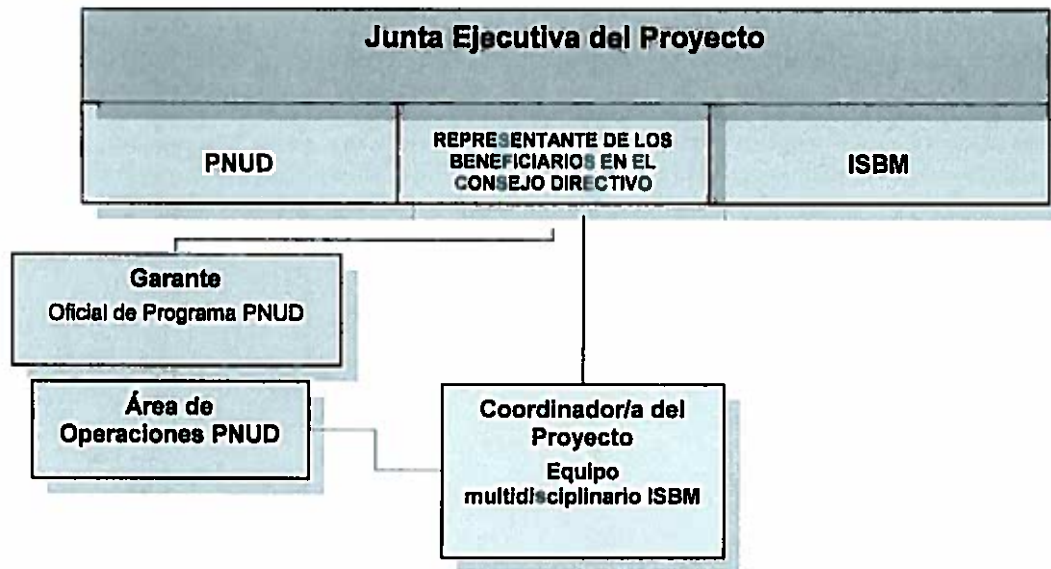 Junta Ejecutiva del Proyecto
PNUD
REPRESENTANTE DE LOS
BENEFICIARIOS EN EL
CONSEJO DIRECTIVO
ISBM
Garante
Oficial de Programa PNUD
Área de
Operaciones PNUD
Coordinador/a del
Proyecto
Equipo
multidisciplinario ISBM